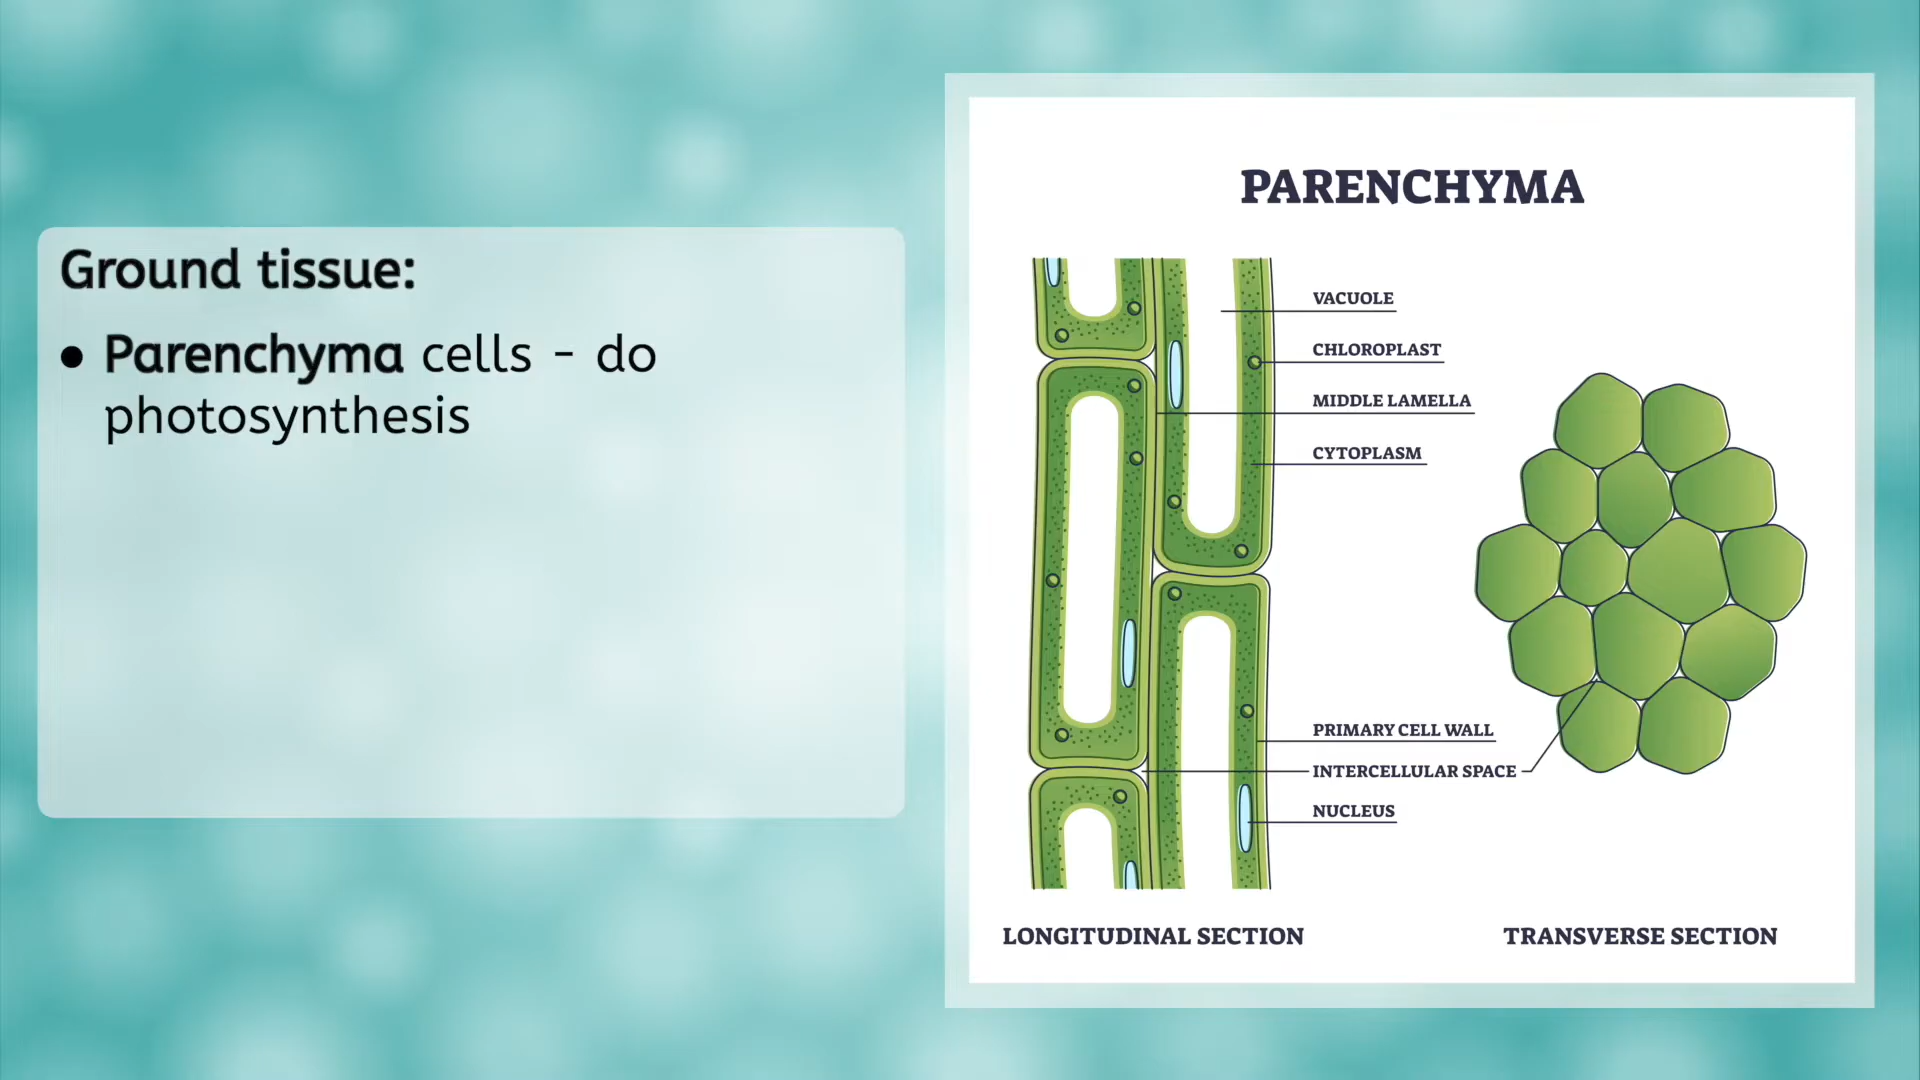 Ground tissue:
● Parenchyma cells - do
photosynthesis
PARENCHYMA
VACUOLE
CHLOROPLAST
MIDDLE LAMELLA
CYTOPLASM
PRIMARY CELL WALL
INTERCELLULAR SPACE
NUCLEUS
LONGITUDINAL SECTION
TRANSVERSE SECTION